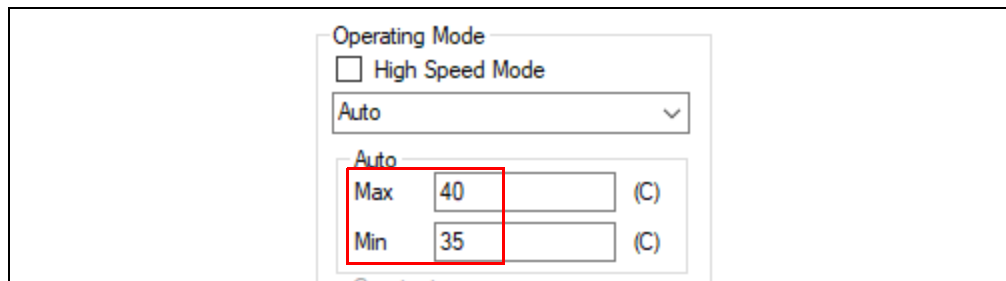 Operating Mode
High Speed Mode
Auto
Auto
Max 40 (C)
Min 35 (C)